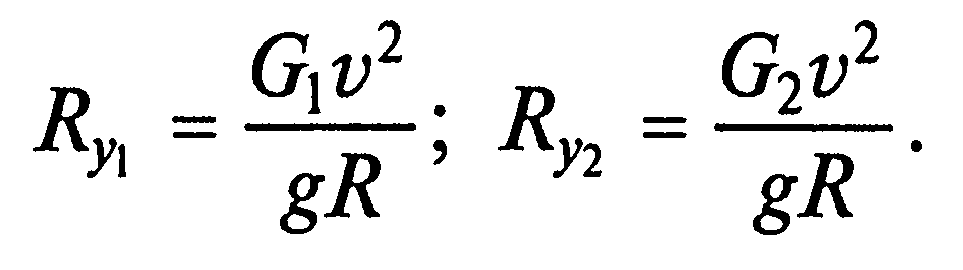 $R_{y_1} = \frac{G_1 v^2}{gR}; \; R_{y_2} = \frac{G_2 v^2}{gR}.$